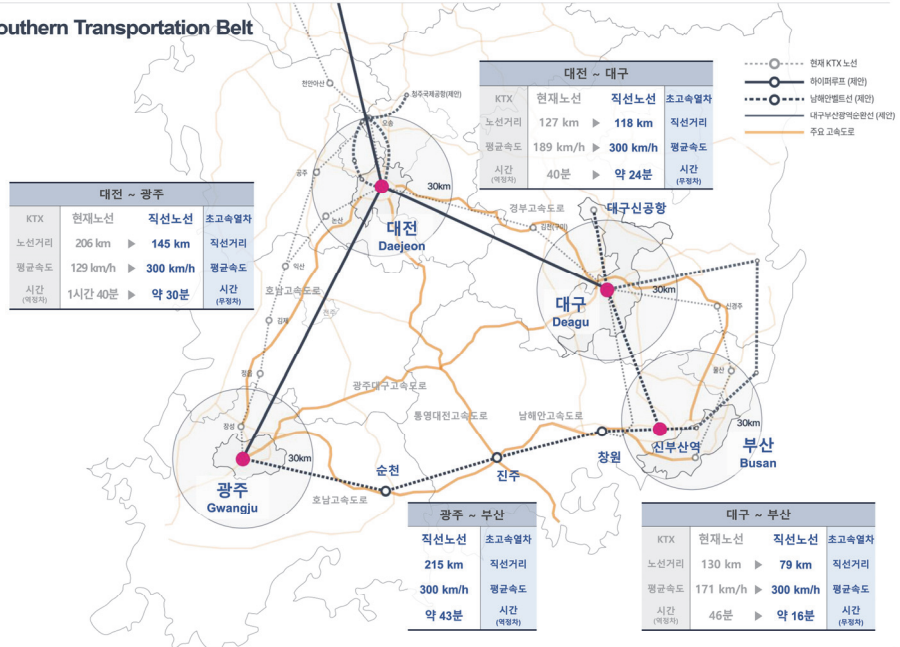 outhern Transportation Belt
현재 KTX 노선
하이퍼루프 (제안)
남해안벨트선 (제안)
대구부산광역순환선 (제안)
주요 고속도로
대전 ~ 대구
KTX 현재노선 직선노선 초고속열차
노선거리 127 km ▶ 118 km 직선거리
평균속도 189 km/h ▶ 300 km/h 평균속도
시간 (역정차) 40분 ▶ 약 24분 시간 (무정차)
대전 ~ 광주
KTX 현재노선 직선노선 초고속열차
노선거리 206 km ▶ 145 km 직선거리
평균속도 129 km/h ▶ 300 km/h 평균속도
시간 (역정차) 1시간 40분 ▶ 약 30분 시간 (무정차)
천안아산
청주국제공항(제안)
오송
공주
30km
논산
대전
Daejeon
경부고속도로
김천(구미)
대구신공항
익산
호남고속도로
전주
김제
대구
Deagu
30km
신경주
정읍
울산
광주대구고속도로
통영대전고속도로
남해안고속도로
장성
30km
광주
Gwangju
순천
호남고속도로
진주
창원
신부산역
30km
부산
Busan
광주 ~ 부산
직선노선 초고속열차
215 km 직선거리
300 km/h 평균속도
약 43분 시간 (역정차)
대구 ~ 부산
KTX 현재노선 직선노선 초고속열차
노선거리 130 km ▶ 79 km 직선거리
평균속도 171 km/h ▶ 300 km/h 평균속도
시간 (역정차) 46분 ▶ 약 16분 시간 (무정차)